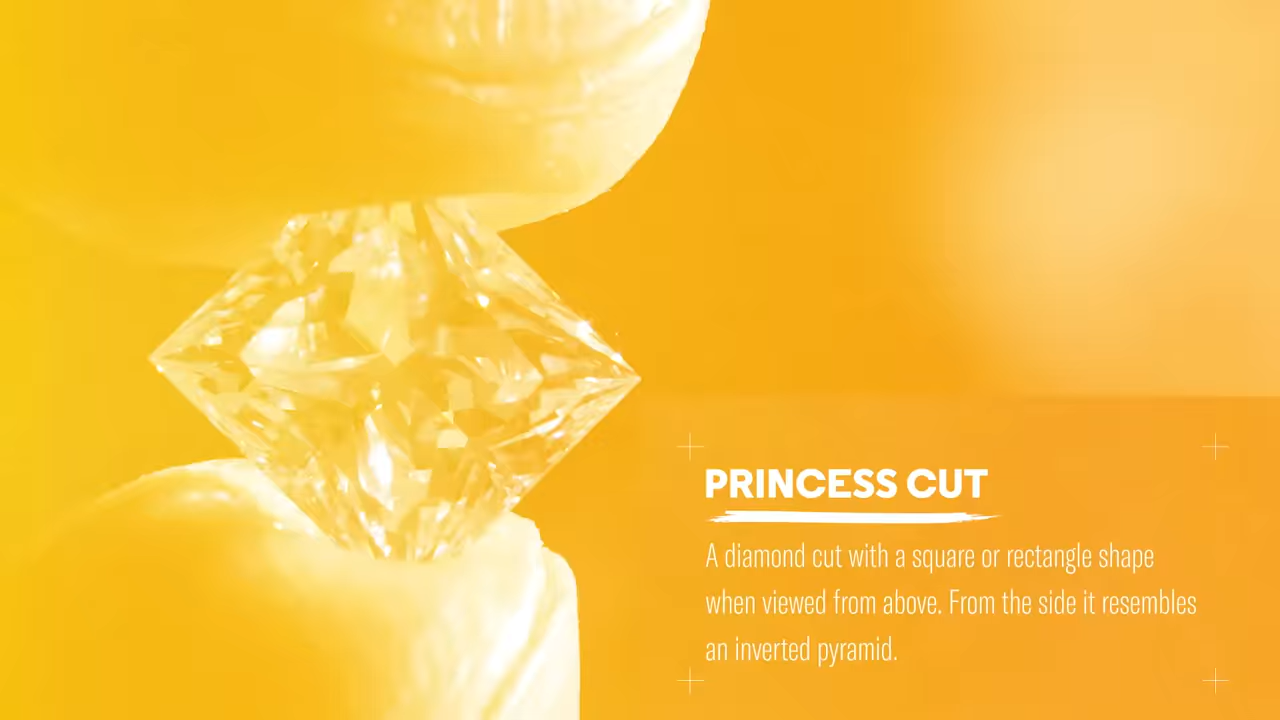 PRINCESS CUT
A diamond cut with a square or rectangle shape
when viewed from above. From the side it resembles
an inverted pyramid.